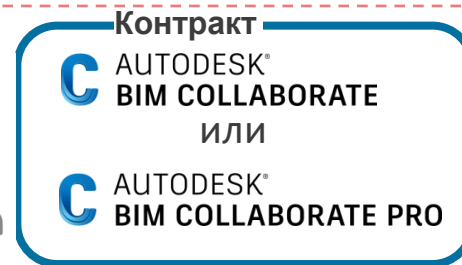 Контракт
AUTODESK®
BIM COLLABORATE
или
AUTODESK®
BIM COLLABORATE PRO